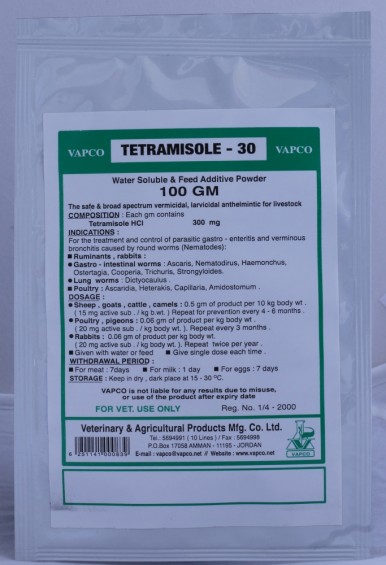 VAPCO TETRAMISOLE - 30 VAPCO
Water Soluble & Feed Additive Powder
100 GM
The safe & broad spectrum vermicidal, larvicidal anthelmintic for livestock
COMPOSITION : Each gm contains
Tetramisole HCl 300 mg
INDICATIONS :
For the treatment and control of parasitic gastro - enteritis and verminous
bronchitis caused by round worms (Nematodes):
■ Ruminants , rabbits :
● Gastro - intestinal worms : Ascaris, Nematodirus, Haemonchus,
Ostertagia, Cooperia, Trichuris, Strongyloides.
● Lung worms : Dictyocaulus .
■ Poultry : Ascaridia, Heterakis, Capillaria, Amidostomum .
DOSAGE :
● Sheep , goats , cattle , camels : 0.5 gm of product per 10 kg body wt .
( 15 mg active sub . / kg b.wt. ) Repeat for prevention every 4 - 6 months .
● Poultry , pigeons : 0.06 gm of product per kg body wt .
( 20 mg active sub . / kg body wt. ). Repeat every 3 months .
● Rabbits : 0.06 gm of product per kg body wt.
( 20 mg active sub . / kg body wt. ). Repeat twice per year .
■ Given with water or feed ■ Give single dose each time .
WITHDRAWAL PERIOD :
■ For meat : 7days ■ For milk : 1 day ■ For eggs : 7 days
STORAGE : Keep in dry , dark place at 15 - 30 ºC.
VAPCO is not liable for any results due to misuse,
or use of the product after expiry date
FOR VET. USE ONLY Reg. No. 1/4 - 2000
Veterinary & Agricultural Products Mfg. Co. Ltd.
Tel.: 5694991 ( 10 Lines ) / Fax : 5694998
P.O.Box 17058 AMMAN - 11195 - JORDAN
E-mail : vapco@vapco.net // Website : www.vapco.net
VAPCO